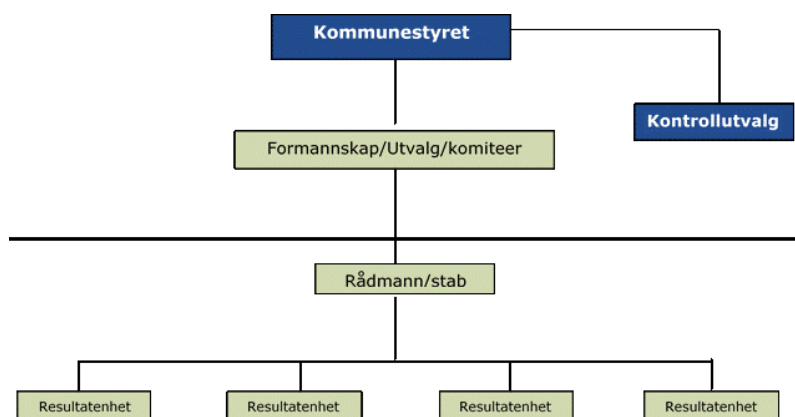 Kommunestyret
Kontrollutvalg
Formannskap/Utvalg/komiteer
Rådmann/stab
Resultatenhet
Resultatenhet
Resultatenhet
Resultatenhet